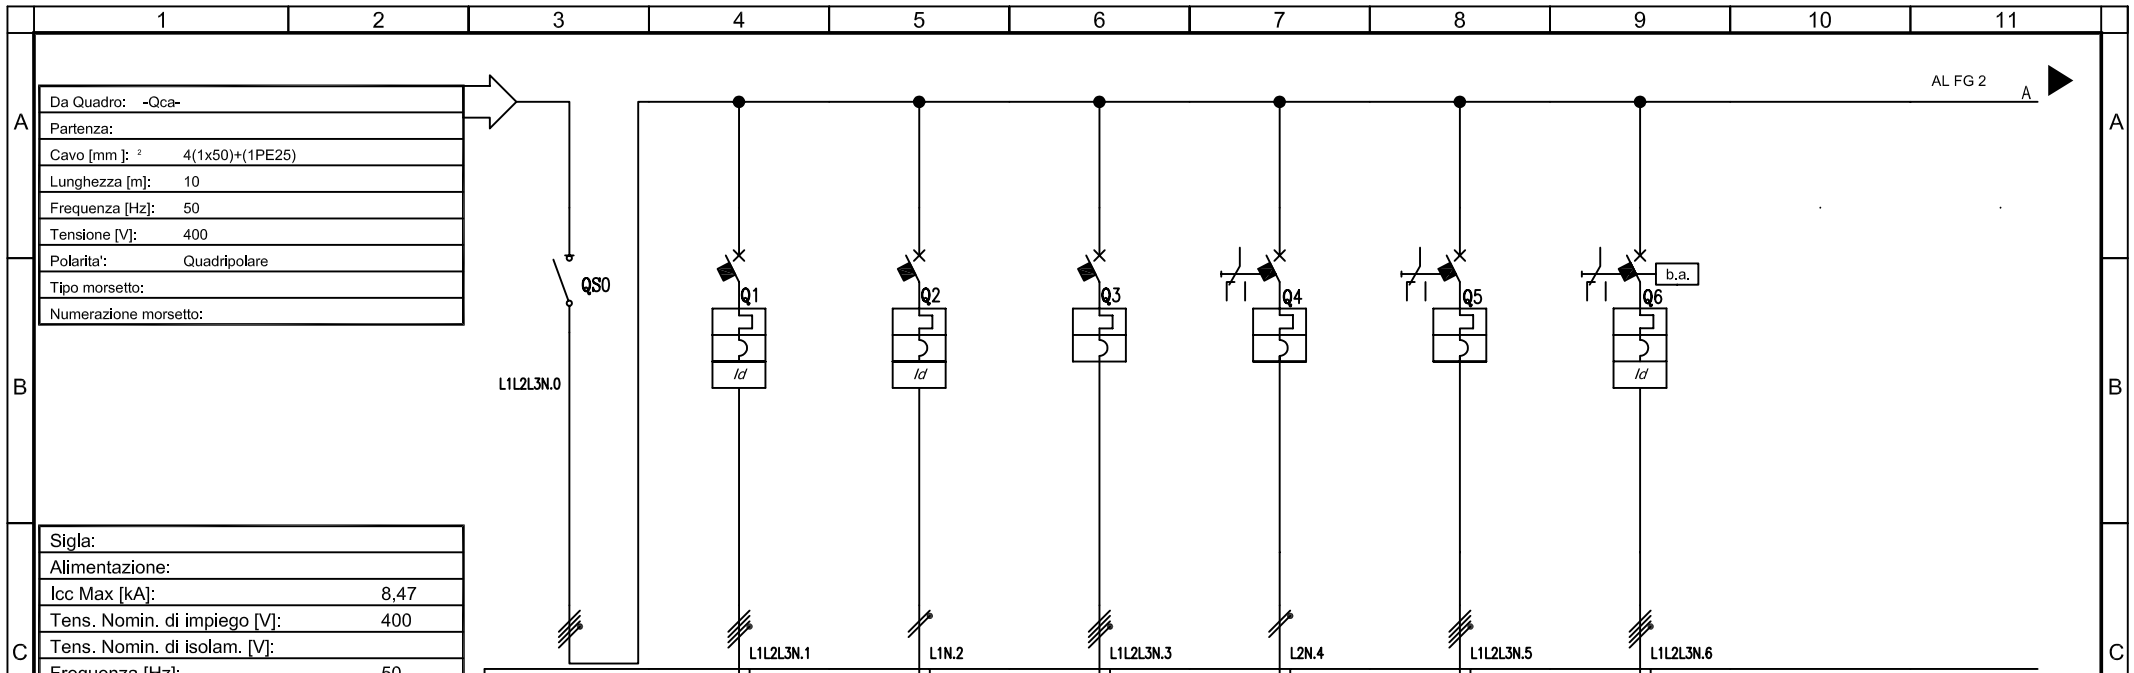 1 2 3 4 5 6 7 8 9 10 11
AL FG 2
A
A A
Da Quadro: -Qca-
Partenza:
Cavo [mm ]: ² 4(1x50)+(1PE25)
Lunghezza [m]: 10
Frequenza [Hz]: 50
Tensione [V]: 400
Polarita': Quadripolare
Tipo morsetto:
Numerazione morsetto:
QS0
b.a.
Q1 Q2 Q3 Q4 Q5 Q6
Id Id Id
L1L2L3N.0
B B
Sigla:
Alimentazione:
Icc Max [kA]: 8,47
Tens. Nomin. di impiego [V]: 400
Tens. Nomin. di isolam. [V]:
Frequenza [Hz]: 50
C C
L1L2L3N.1 L1N.2 L1L2L3N.3 L2N.4 L1L2L3N.5 L1L2L3N.6